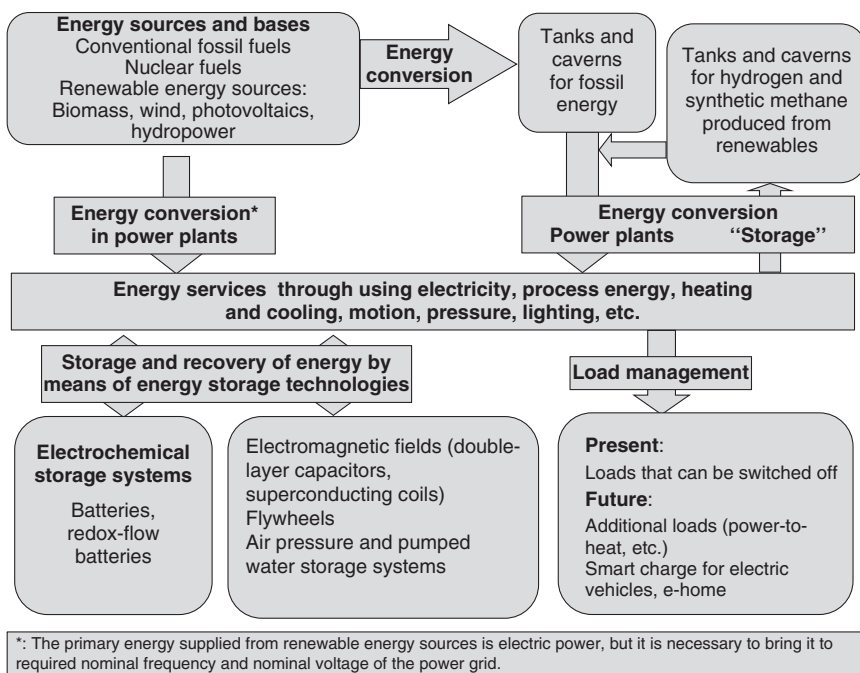 Energy sources and bases
Conventional fossil fuels
Nuclear fuels
Renewable energy sources:
Biomass, wind, photovoltaics,
hydropower
Energy
conversion
Tanks and
caverns
for fossil
energy
Tanks and caverns
for hydrogen and
synthetic methane
produced from
renewables
Energy conversion*
in power plants
Energy conversion
Power plants "Storage"
Energy services through using electricity, process energy, heating
and cooling, motion, pressure, lighting, etc.
Storage and recovery of energy by
means of energy storage technologies
Load management
Electrochemical
storage systems
Batteries,
redox-flow
batteries
Electromagnetic fields (double-
layer capacitors,
superconducting coils)
Flywheels
Air pressure and pumped
water storage systems
Present:
Loads that can be switched off
Future:
Additional loads (power-to-
heat, etc.)
Smart charge for electric
vehicles, e-home
*: The primary energy supplied from renewable energy sources is electric power, but it is necessary to bring it to
required nominal frequency and nominal voltage of the power grid.